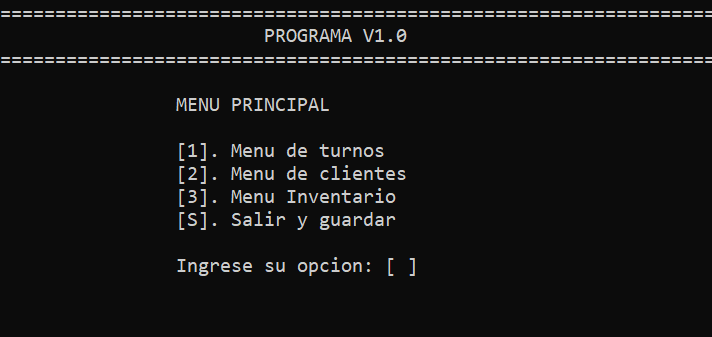 =================================================================
PROGRAMA V1.0
=================================================================
MENU PRINCIPAL
[1]. Menu de turnos
[2]. Menu de clientes
[3]. Menu Inventario
[S]. Salir y guardar
Ingrese su opcion: [ ]